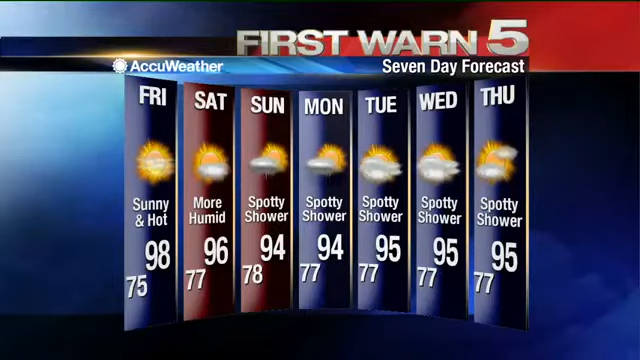 FIRST WARN 5
AccuWeather
Seven Day Forecast
FRI
Sunny
& Hot
98
75
SAT
More
Humid
96
77
SUN
Spotty
Shower
94
78
MON
Spotty
Shower
94
77
TUE
Spotty
Shower
95
77
WED
Spotty
Shower
95
77
THU
Spotty
Shower
95
77